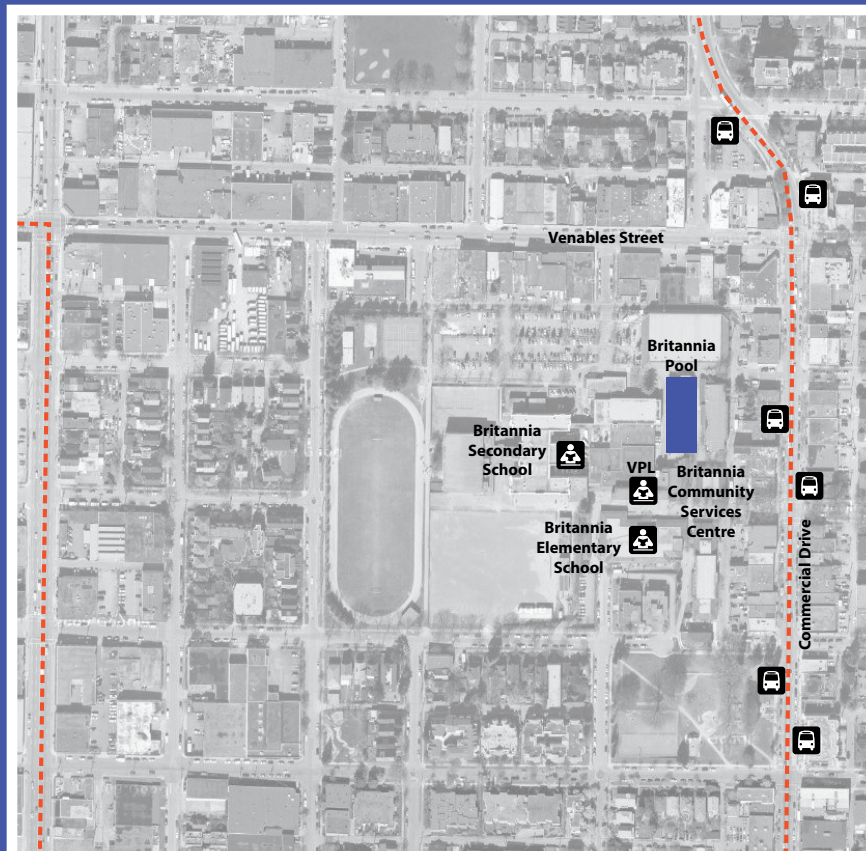 Venables Street
Britannia
Pool
Britannia
Secondary
School
VPL
Britannia
Community
Services
Centre
Britannia
Elementary
School
Commercial Drive